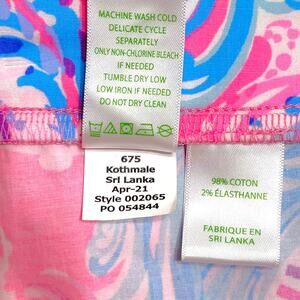 MACHINE WASH COLD
DELICATE CYCLE
SEPARATELY
ONLY NON-CHLORINE BLEACH
IF NEEDED
TUMBLE DRY LOW
LOW IRON IF NEEDED
DO NOT DRY CLEAN
675
Kothmale
Sri Lanka
Apr-21
Style 002065
PO 054844
98% COTON
2% ÉLASTHANNE
FABRIQUE EN
SRI LANKA